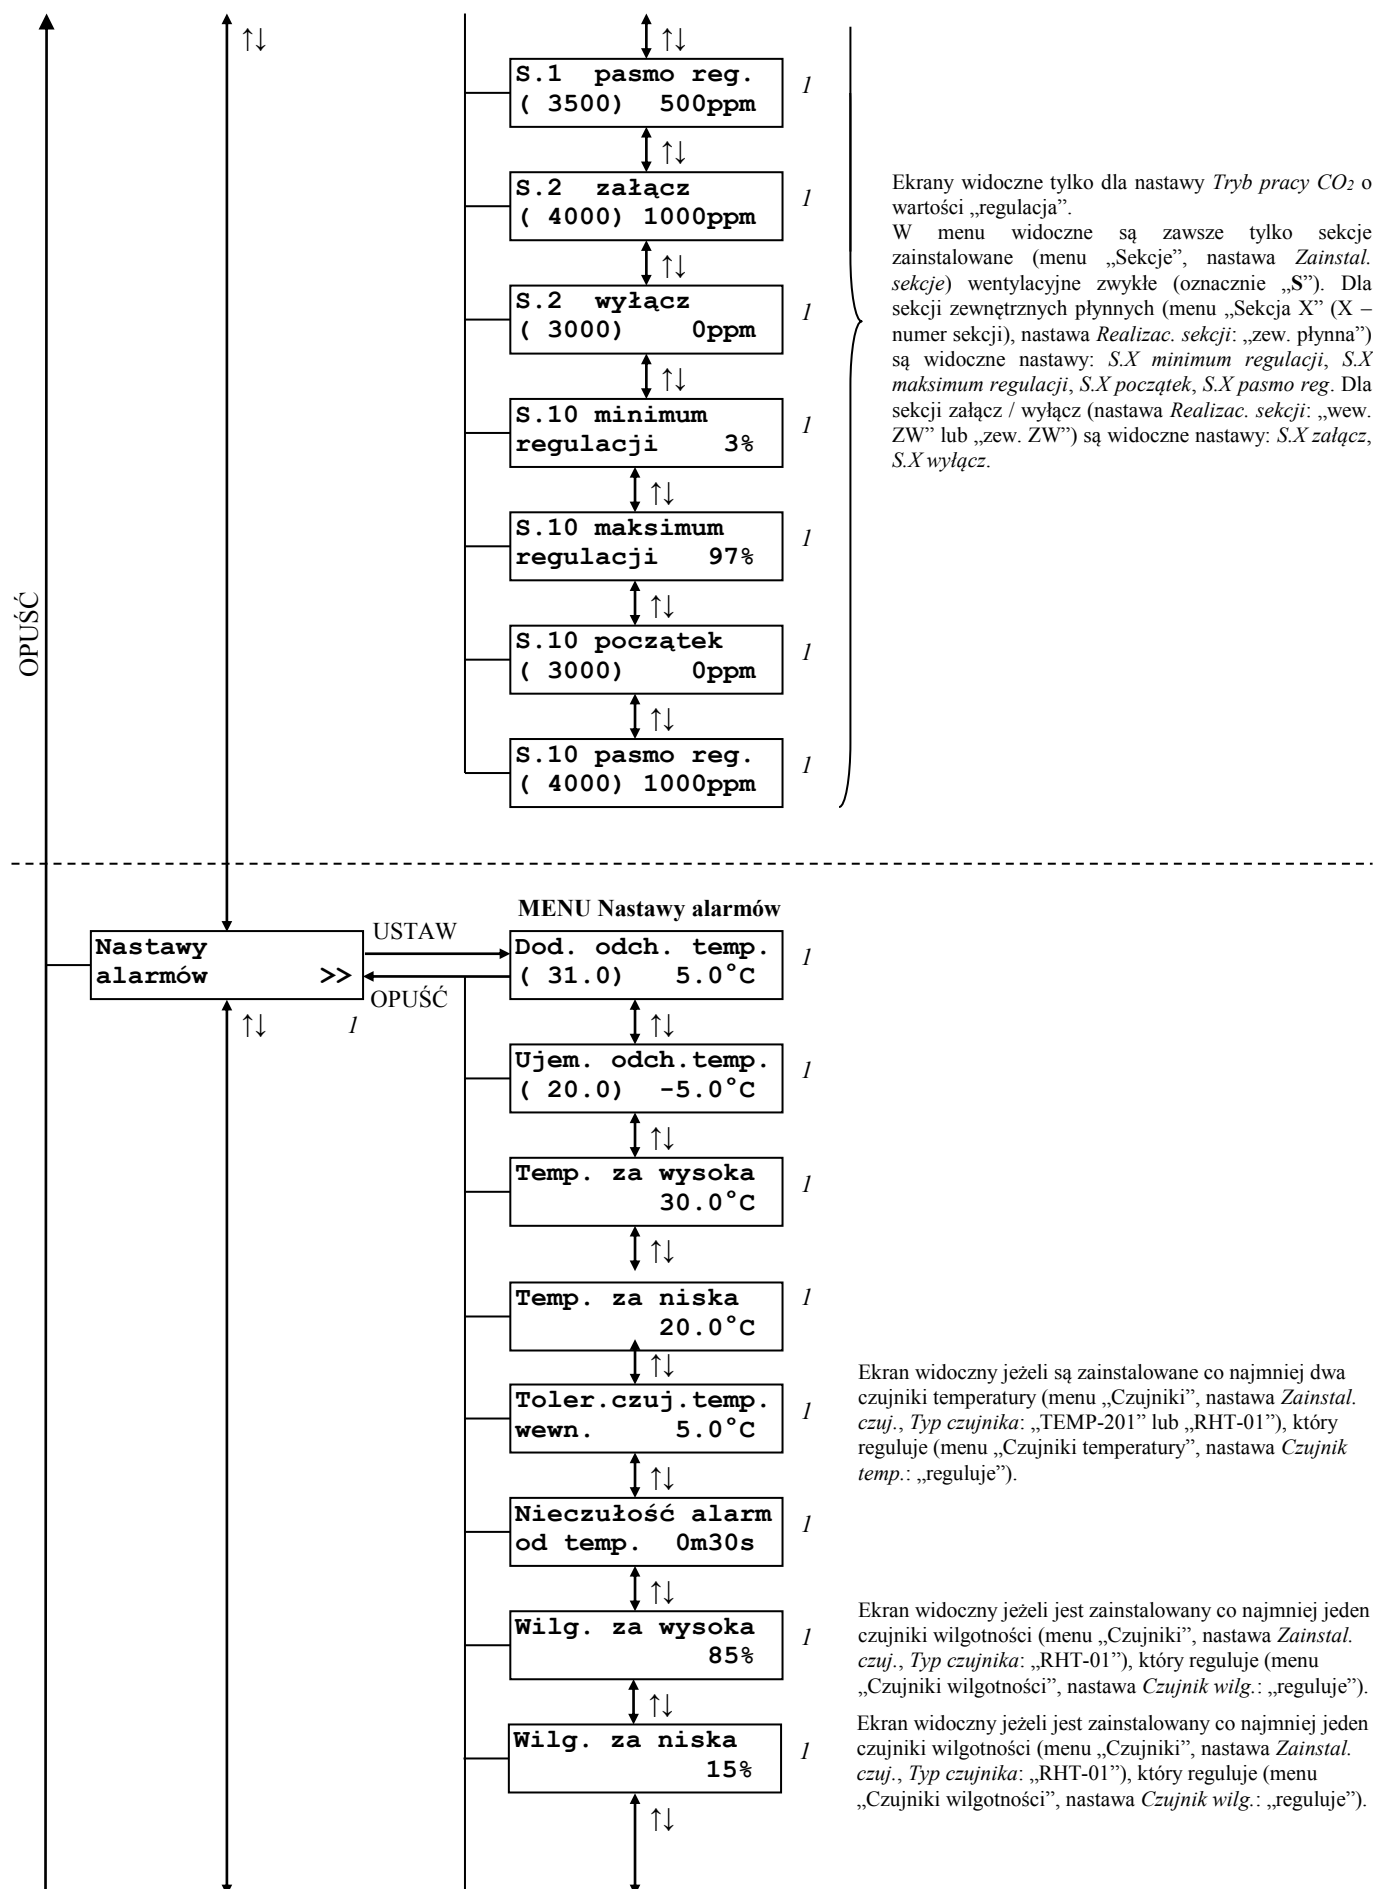 ↑↓
↑↓
S.1 pasmo reg.
( 3500) 500ppm
1
↑↓
S.2 załącz
( 4000) 1000ppm
1
↑↓
S.2 wyłącz
( 3000) 0ppm
1
↑↓
S.10 minimum
regulacji 3%
1
↑↓
S.10 maksimum
regulacji 97%
1
↑↓
S.10 początek
( 3000) 0ppm
1
↑↓
S.10 pasmo reg.
( 4000) 1000ppm
1
Ekrany widoczne tylko dla nastawy Tryb pracy CO2 o
wartości „regulacja”.
W menu widoczne są zawsze tylko sekcje
zainstalowane (menu „Sekcje”, nastawa Zainstal.
sekcje) wentylacyjne zwykłe (oznacznie „S”). Dla
sekcji zewnętrznych płynnych (menu „Sekcja X” (X –
numer sekcji), nastawa Realizac. sekcji: „zew. płynna”)
są widoczne nastawy: S.X minimum regulacji, S.X
maksimum regulacji, S.X początek, S.X pasmo reg. Dla
sekcji załącz / wyłącz (nastawa Realizac. sekcji: „wew.
ZW” lub „zew. ZW”) są widoczne nastawy: S.X załącz,
S.X wyłącz.
OPUŚĆ
MENU Nastawy alarmów
Nastawy
alarmów >>
1
↑↓
USTAW
OPUŚĆ
Dod. odch. temp.
( 31.0) 5.0°C
1
↑↓
Ujem. odch.temp.
( 20.0) -5.0°C
1
↑↓
Temp. za wysoka
30.0°C
1
↑↓
Temp. za niska
20.0°C
1
↑↓
Toler.czuj.temp.
wewn. 5.0°C
1
Ekran widoczny jeżeli są zainstalowane co najmniej dwa
czujniki temperatury (menu „Czujniki”, nastawa Zainstal.
czuj., Typ czujnika: „TEMP-201” lub „RHT-01”), który
reguluje (menu „Czujniki temperatury”, nastawa Czujnik
temp.: „reguluje”).
↑↓
Nieczułość alarm
od temp. 0m30s
1
↑↓
Wilg. za wysoka
85%
1
Ekran widoczny jeżeli jest zainstalowany co najmniej jeden
czujniki wilgotności (menu „Czujniki”, nastawa Zainstal.
czuj., Typ czujnika: „RHT-01”), który reguluje (menu
„Czujniki wilgotności”, nastawa Czujnik wilg.: „reguluje”).
↑↓
Wilg. za niska
15%
1
Ekran widoczny jeżeli jest zainstalowany co najmniej jeden
czujniki wilgotności (menu „Czujniki”, nastawa Zainstal.
czuj., Typ czujnika: „RHT-01”), który reguluje (menu
„Czujniki wilgotności”, nastawa Czujnik wilg.: „reguluje”).
↑↓